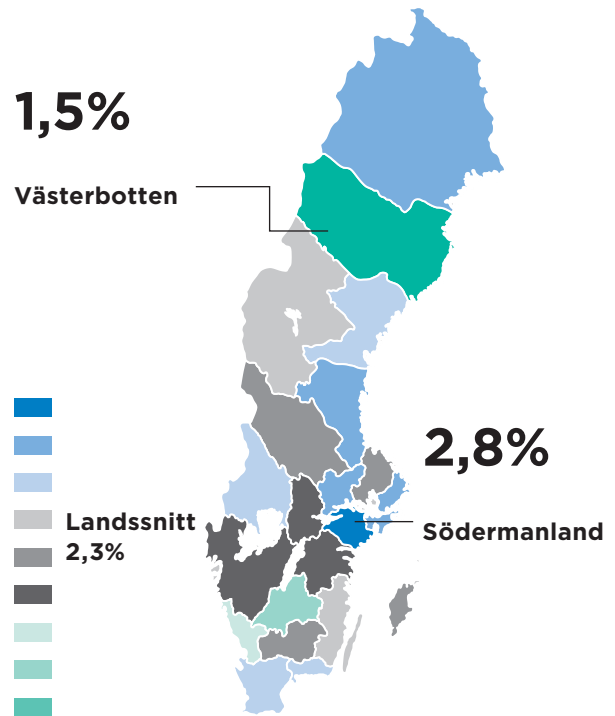 1,5%
Västerbotten
2,8%
Södermanland
Landssnitt
2,3%